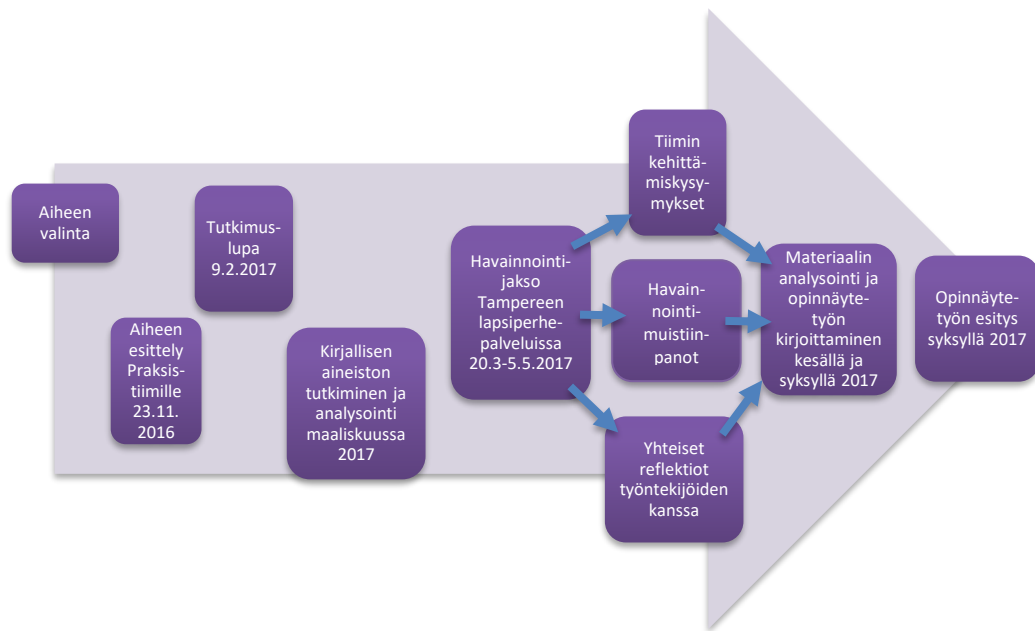 Aiheen
valinta
Aiheen
esittely
Praksis-
tiimille
23.11.
2016
Tutkimus-
lupa
9.2.2017
Kirjallisen
aineiston
tutkiminen ja
analysointi
maaliskuussa
2017
Havainnointi-
jakso
Tampereen
lapsiperhe-
palveluissa
20.3-5.5.2017
Tiimin
kehittä-
miskysy-
mykset
Havain-
nointi-
muistiin-
panot
Yhteiset
reflektiot
työntekijöiden
kanssa
Materiaalin
analysointi ja
opinnäyte-
työn
kirjoittaminen
kesällä ja
syksyllä 2017
Opinnäyte-
työn esitys
syksyllä 2017